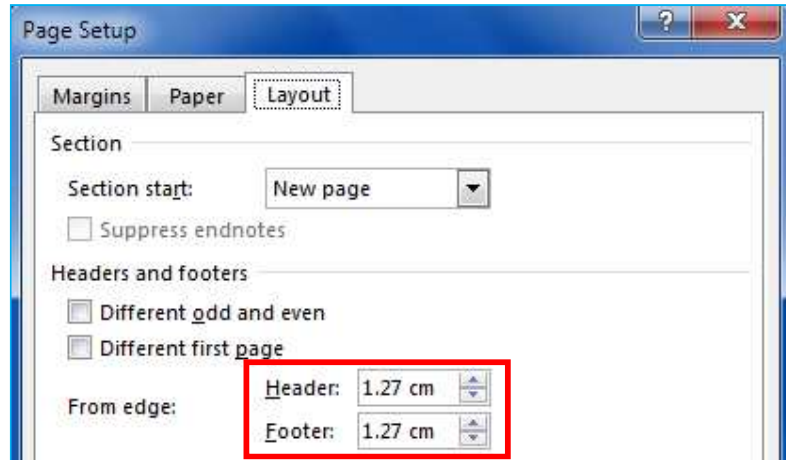 Page Setup
Margins Paper Layout
Section
Section start: New page
Suppress endnotes
Headers and footers
Different odd and even
Different first page
From edge: Header: 1.27 cm
Footer: 1.27 cm